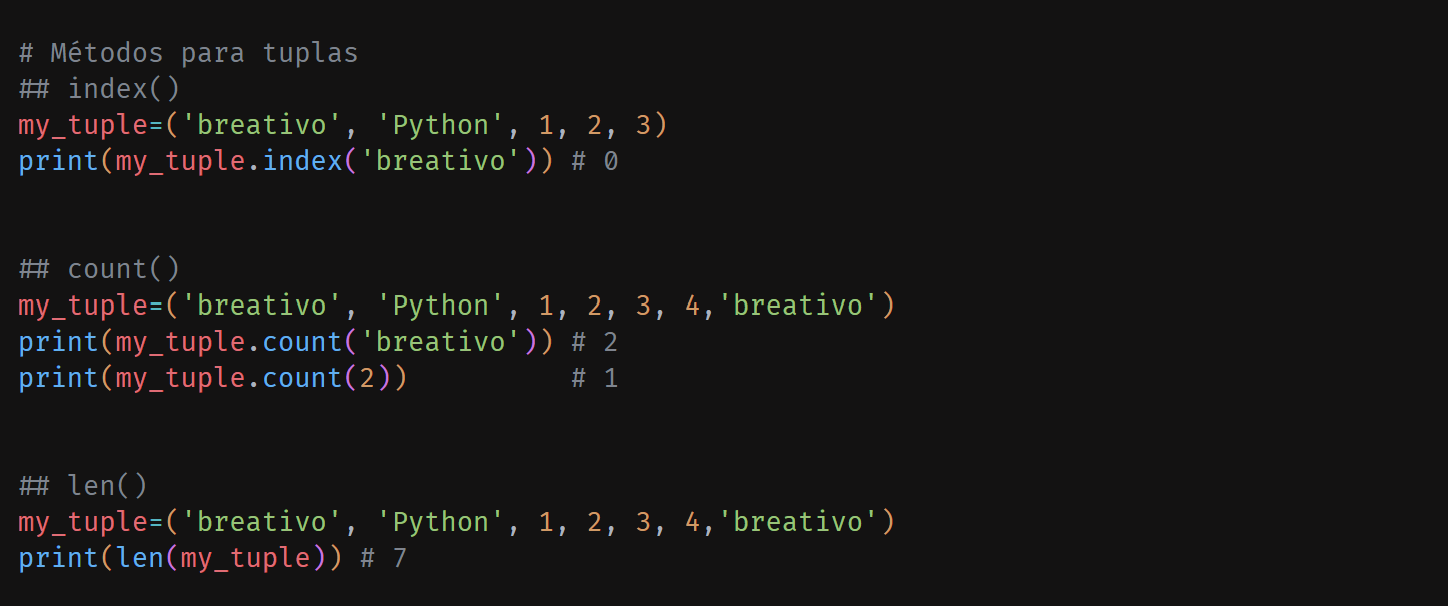 # Métodos para tuplas
## index()
my_tuple=('breativo', 'Python', 1, 2, 3)
print(my_tuple.index('breativo')) # 0
## count()
my_tuple=('breativo', 'Python', 1, 2, 3, 4,'breativo')
print(my_tuple.count('breativo')) # 2
print(my_tuple.count(2))          # 1
## len()
my_tuple=('breativo', 'Python', 1, 2, 3, 4,'breativo')
print(len(my_tuple)) # 7